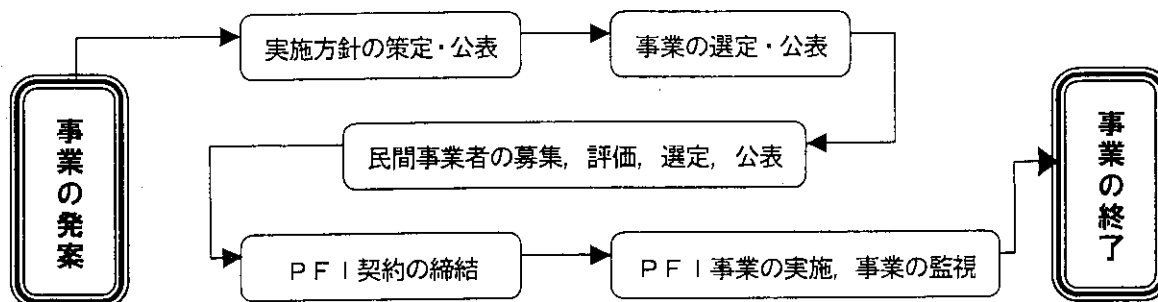 事業の発案
実施方針の策定・公表
事業の選定・公表
民間事業者の募集，評価，選定，公表
ＰＦＩ契約の締結
ＰＦＩ事業の実施，事業の監視
事業の終了